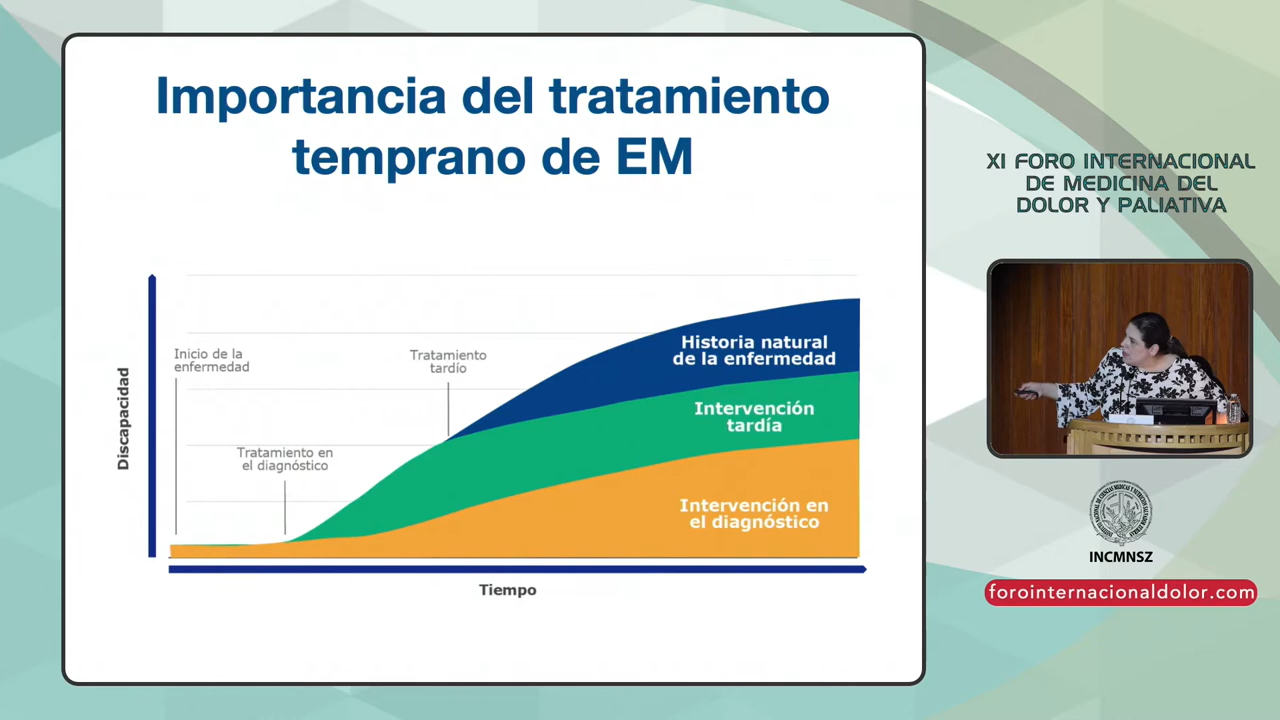 Importancia del tratamiento
temprano de EM
XI FORO INTERNACIONAL
DE MEDICINA DEL
DOLOR Y PALIATIVA
Inicio de la
enfermedad
Tratamiento
tardío
Tratamiento en
el diagnóstico
Historia natural
de la enfermedad
Intervención
tardía
Intervención en
el diagnóstico
Discapacidad
Tiempo
INCMNSZ
forointernacionaldolor.com